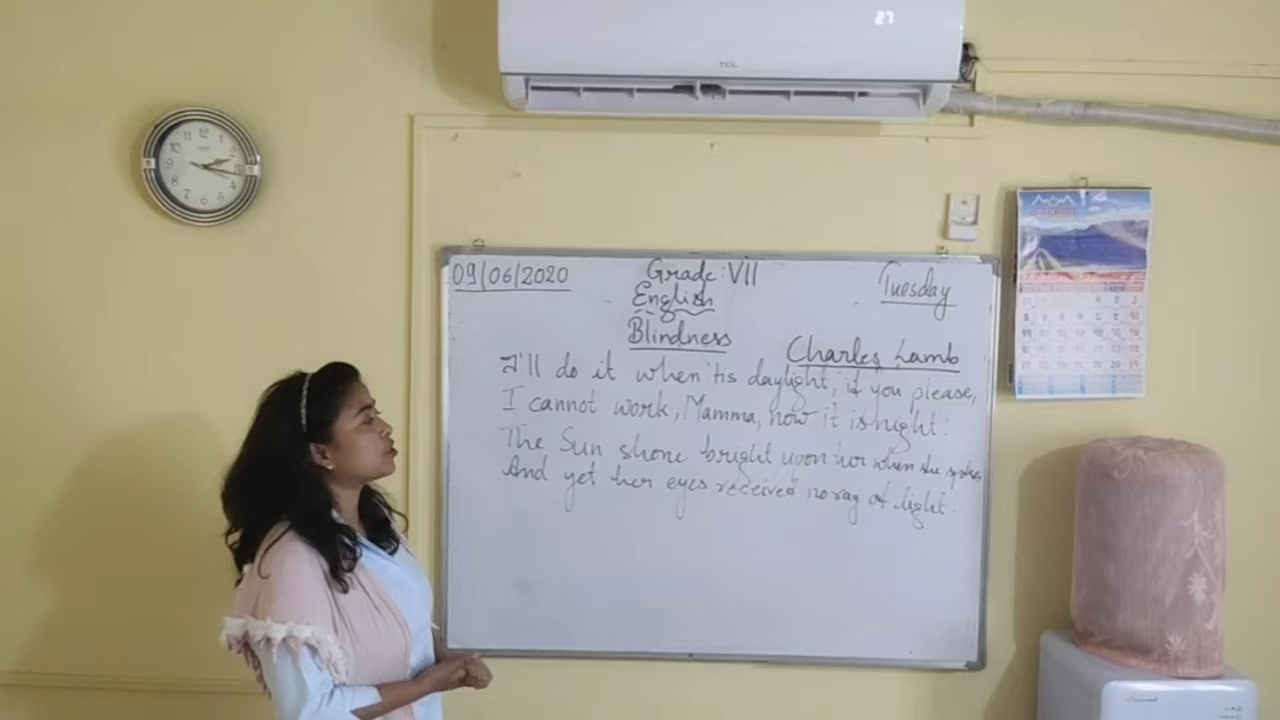 27
TCL
09/06/2020
Grade: VII
Tuesday
English
Blindness
Charles Lamb
I'll do it when 'tis daylight, if you please,
I cannot work, Mamma, now it is night!
The Sun shone bright upon her when she spoke,
And yet her eyes received no ray of light.